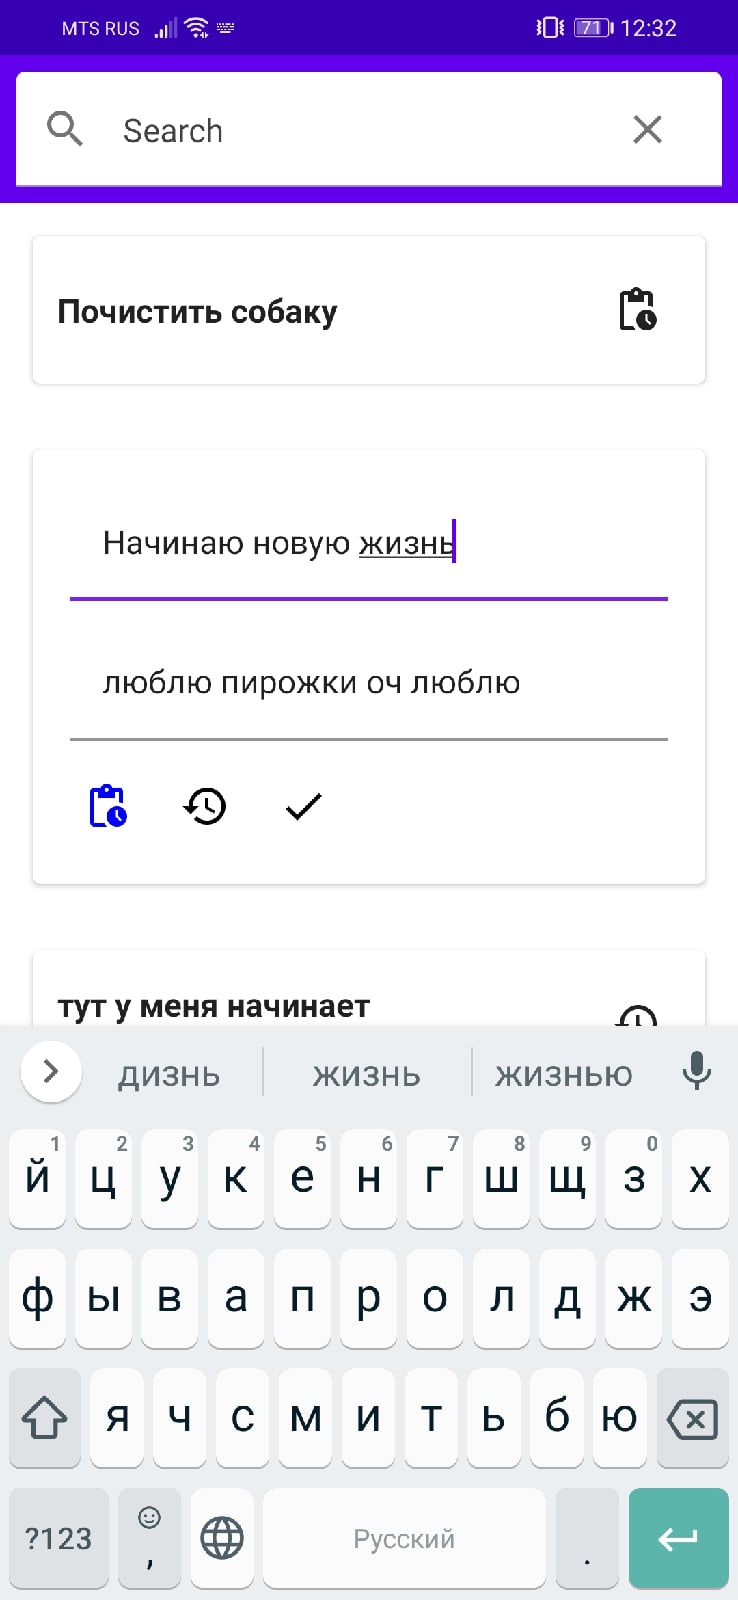 MTS RUS 71 12:32
Search
Почистить собаку
Начинаю новую жизнь
люблю пирожки оч люблю
тут у меня начинает
дизнь жизнь жизнью
1 2 3 4 5 6 7 8 9 0
й ц у к е н г ш щ з х
ф ы в а п р о л д ж э
я ч с м и т ь б ю
?123 , Русский .